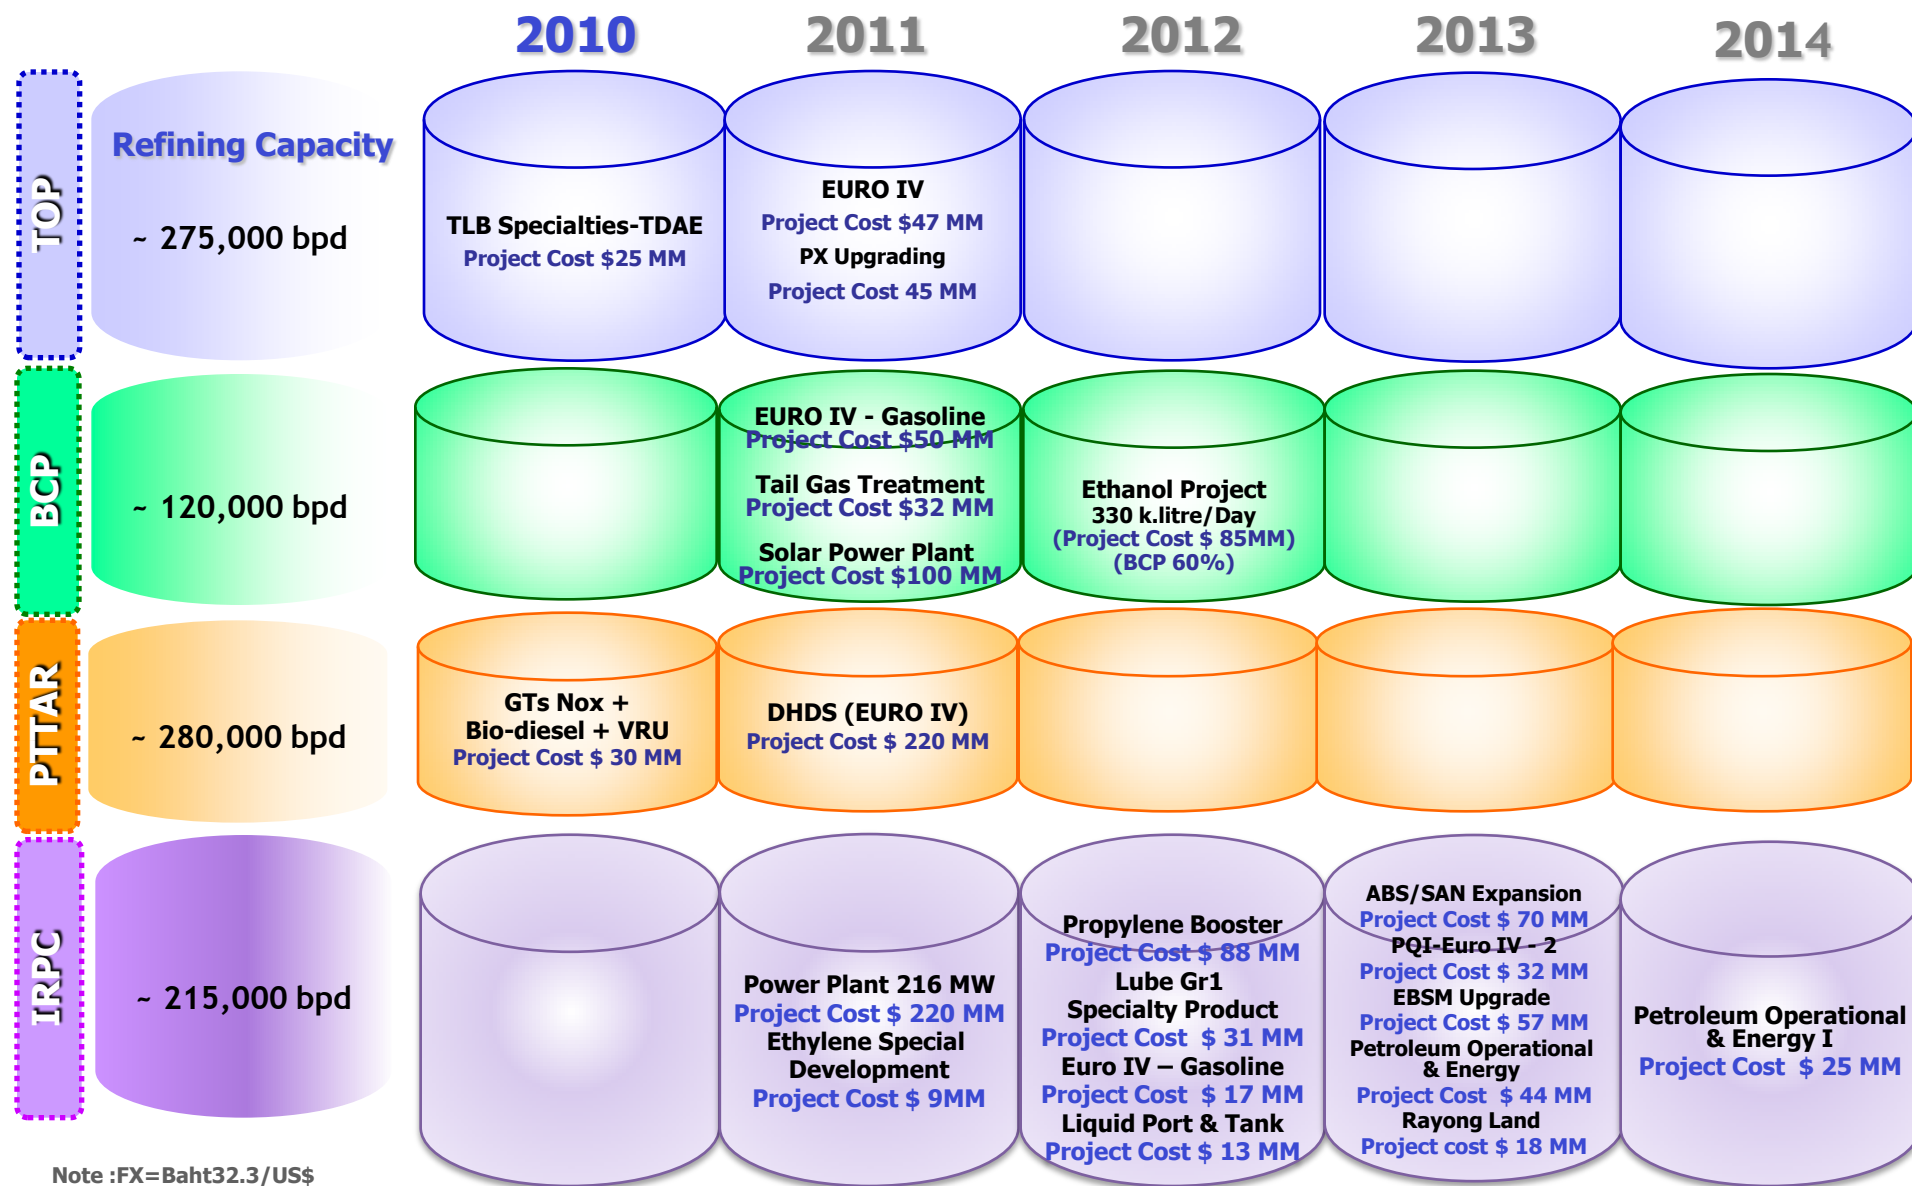 2010
2011
2012
2013
2014
TOP
Refining Capacity
~ 275,000 bpd
TLB Specialties-TDAE
Project Cost $25 MM
EURO IV
Project Cost $47 MM
PX Upgrading
Project Cost 45 MM
BCP
~ 120,000 bpd
EURO IV - Gasoline
Project Cost $50 MM
Tail Gas Treatment
Project Cost $32 MM
Solar Power Plant
Project Cost $100 MM
Ethanol Project
330 k.litre/Day
(Project Cost $ 85MM)
(BCP 60%)
PTTAR
~ 280,000 bpd
GTs Nox +
Bio-diesel + VRU
Project Cost $ 30 MM
DHDS (EURO IV)
Project Cost $ 220 MM
IRPC
~ 215,000 bpd
Power Plant 216 MW
Project Cost $ 220 MM
Ethylene Special
Development
Project Cost $ 9MM
Propylene Booster
Project Cost $ 88 MM
Lube Gr1
Specialty Product
Project Cost $ 31 MM
Euro IV – Gasoline
Project Cost $ 17 MM
Liquid Port & Tank
Project Cost $ 13 MM
ABS/SAN Expansion
Project Cost $ 70 MM
PQI-Euro IV - 2
Project Cost $ 32 MM
EBSM Upgrade
Project Cost $ 57 MM
Petroleum Operational
& Energy
Project Cost $ 44 MM
Rayong Land
Project cost $ 18 MM
Petroleum Operational
& Energy I
Project Cost $ 25 MM
Note :FX=Baht32.3/US$